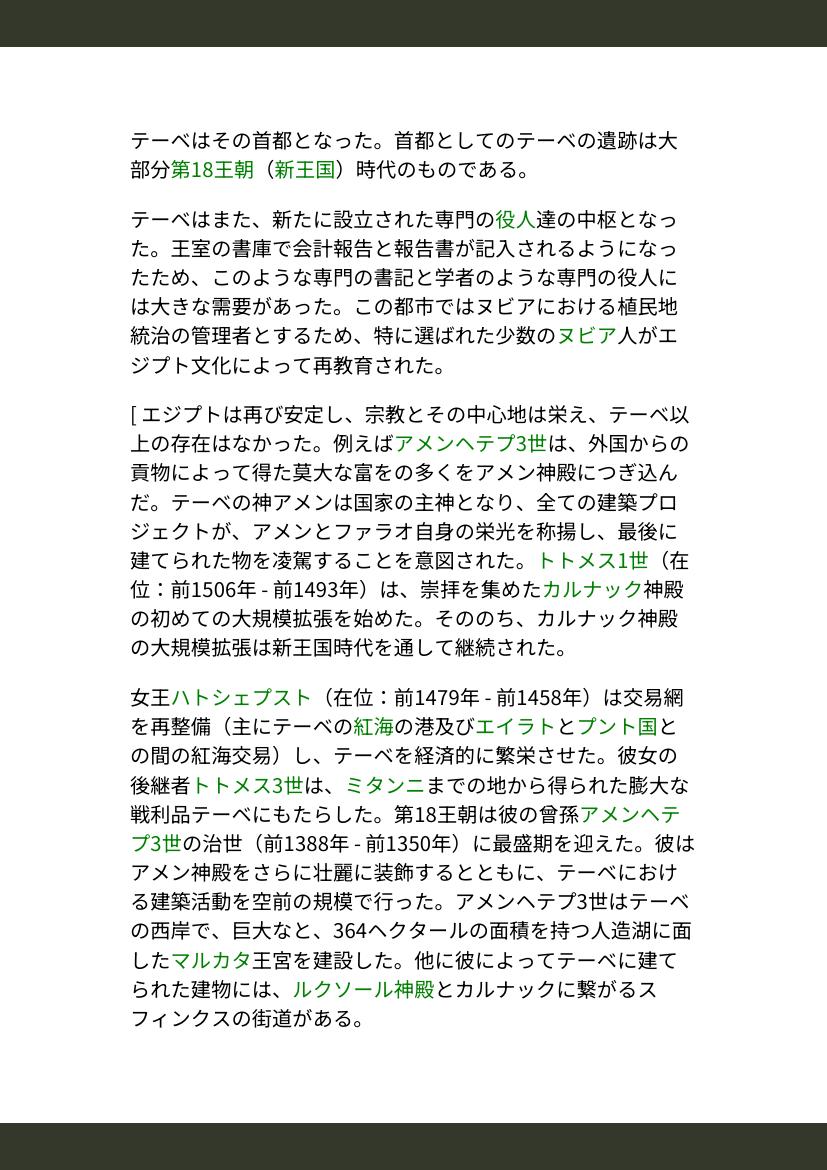 テーベはその首都となった。首都としてのテーベの遺跡は大
部分第18王朝（新王国）時代のものである。
テーベはまた、新たに設立された専門の役人達の中枢となっ
た。王室の書庫で会計報告と報告書が記入されるようになっ
たため、このような専門の書記と学者のような専門の役人に
は大きな需要があった。この都市ではヌビアにおける植民地
統治の管理者とするため、特に選ばれた少数のヌビア人がエ
ジプト文化によって再教育された。
[ エジプトは再び安定し、宗教とその中心地は栄え、テーベ以
上の存在はなかった。例えばアメンヘテプ3世は、外国からの
貢物によって得た莫大な富をの多くをアメン神殿につぎ込ん
だ。テーベの神アメンは国家の主神となり、全ての建築プロ
ジェクトが、アメンとファラオ自身の栄光を称揚し、最後に
建てられた物を凌駕することを意図された。トトメス1世（在
位：前1506年 - 前1493年）は、崇拝を集めたカルナック神殿
の初めての大規模拡張を始めた。そののち、カルナック神殿
の大規模拡張は新王国時代を通して継続された。
女王ハトシェプスト（在位：前1479年 - 前1458年）は交易網
を再整備（主にテーベの紅海の港及びエイラトとプント国と
の間の紅海交易）し、テーベを経済的に繁栄させた。彼女の
後継者トトメス3世は、ミタンニまでの地から得られた膨大な
戦利品テーベにもたらした。第18王朝は彼の曾孫アメンヘテ
プ3世の治世（前1388年 - 前1350年）に最盛期を迎えた。彼は
アメン神殿をさらに壮麗に装飾するとともに、テーベにおけ
る建築活動を空前の規模で行った。アメンヘテプ3世はテーベ
の西岸で、巨大なと、364ヘクタールの面積を持つ人造湖に面
したマルカタ王宮を建設した。他に彼によってテーベに建て
られた建物には、ルクソール神殿とカルナックに繋がるス
フィンクスの街道がある。